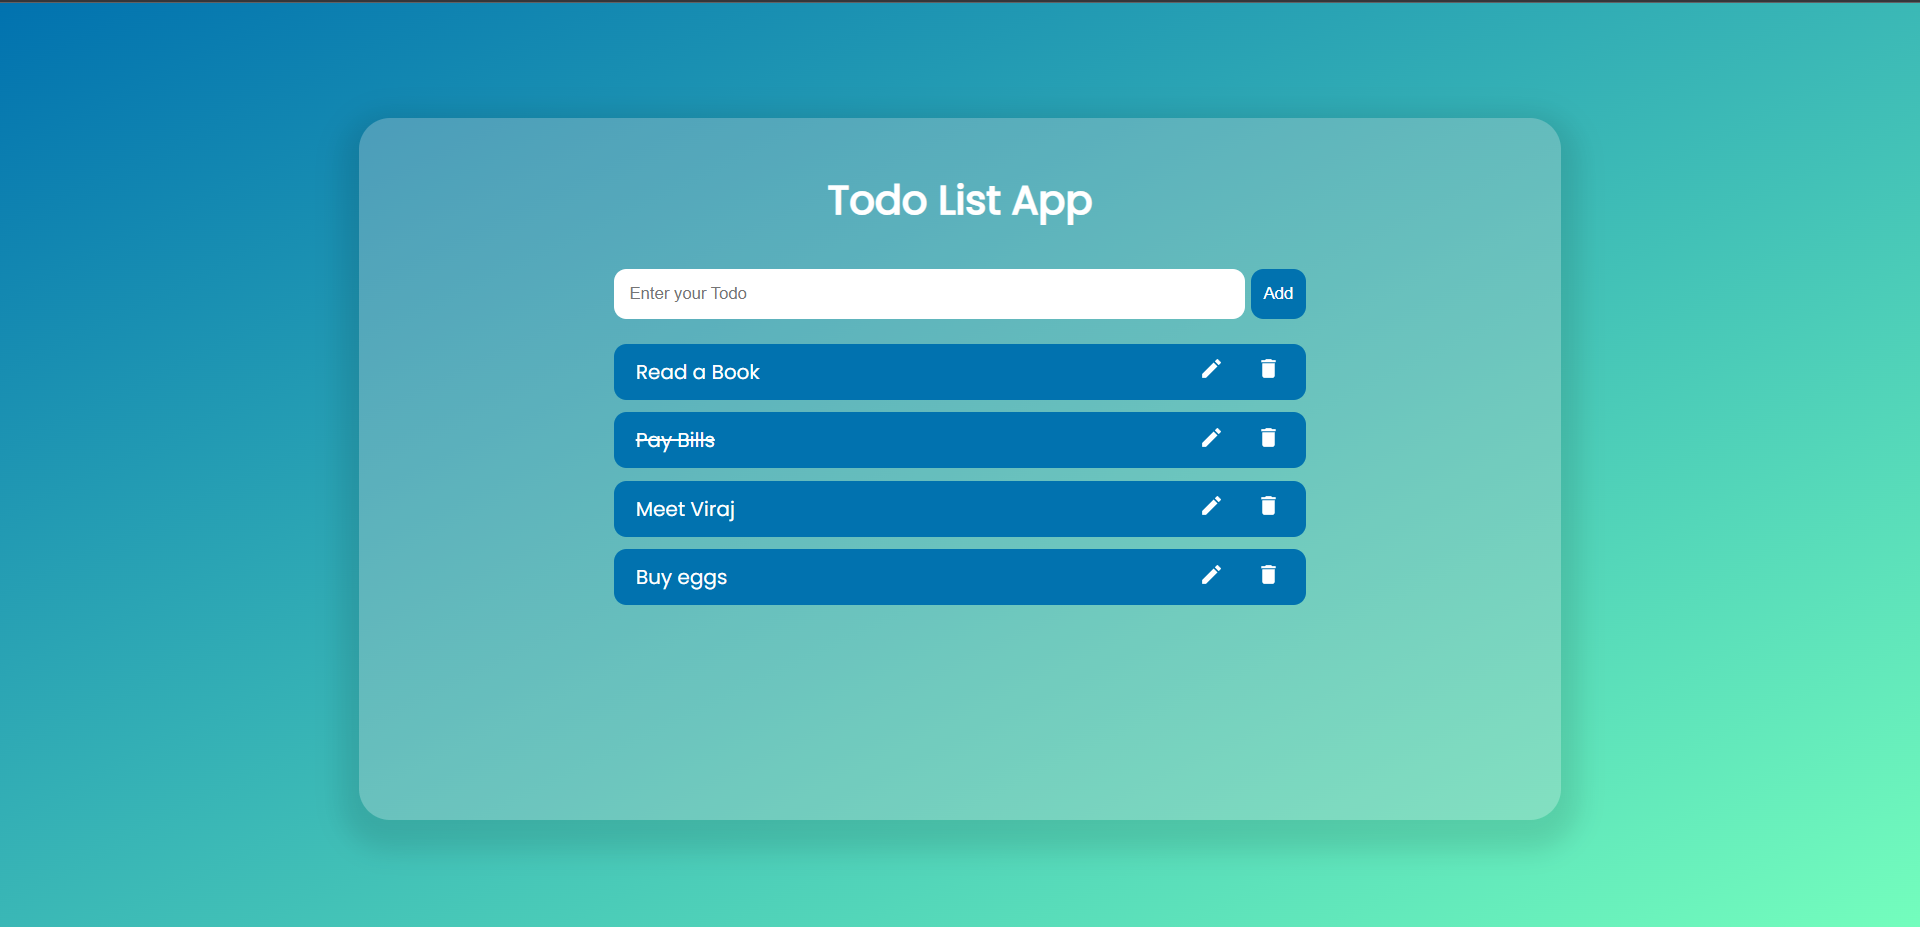 Todo List App
Enter your Todo
Add
Read a Book
Pay Bills
Meet Viraj
Buy eggs